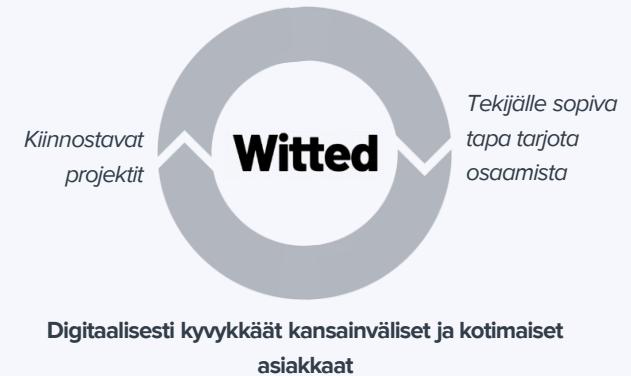 Kiinnostavat
projektit
Witted
Tekijälle sopiva
tapa tarjota
osaamista
Digitaalisesti kyvykkäät kansainväliset ja kotimaiset
asiakkaat